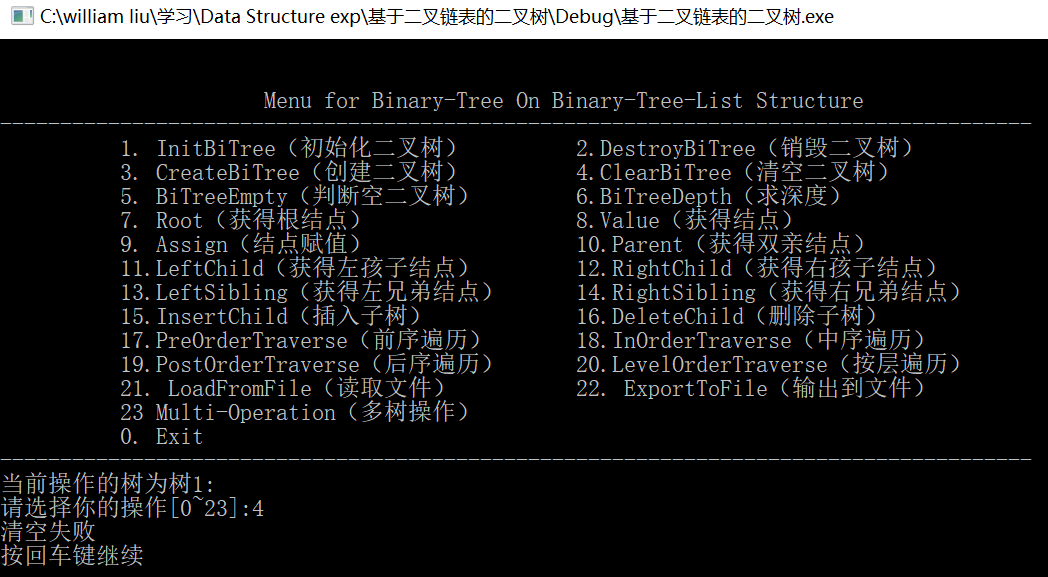 C:\william liu\学习\Data Structure exp\基于二叉链表的二叉树\Debug\基于二叉链表的二叉树.exe
Menu for Binary-Tree On Binary-Tree-List Structure
1. InitBiTree（初始化二叉树） 2.DestroyBiTree（销毁二叉树）
3. CreateBiTree（创建二叉树） 4.ClearBiTree（清空二叉树）
5. BiTreeEmpty（判断空二叉树） 6.BiTreeDepth（求深度）
7. Root（获得根结点） 8.Value（获得结点）
9. Assign（结点赋值） 10.Parent（获得双亲结点）
11.LeftChild（获得左孩子结点） 12.RightChild（获得右孩子结点）
13.LeftSibling（获得左兄弟结点） 14.RightSibling（获得右兄弟结点）
15.InsertChild（插入子树） 16.DeleteChild（删除子树）
17.PreOrderTraverse（前序遍历） 18.InOrderTraverse（中序遍历）
19.PostOrderTraverse（后序遍历） 20.LevelOrderTraverse（按层遍历）
21. LoadFromFile（读取文件） 22. ExportToFile（输出到文件）
23 Multi-Operation（多树操作）
0. Exit
当前操作的树为树1:
请选择你的操作[0~23]:4
清空失败
按回车键继续